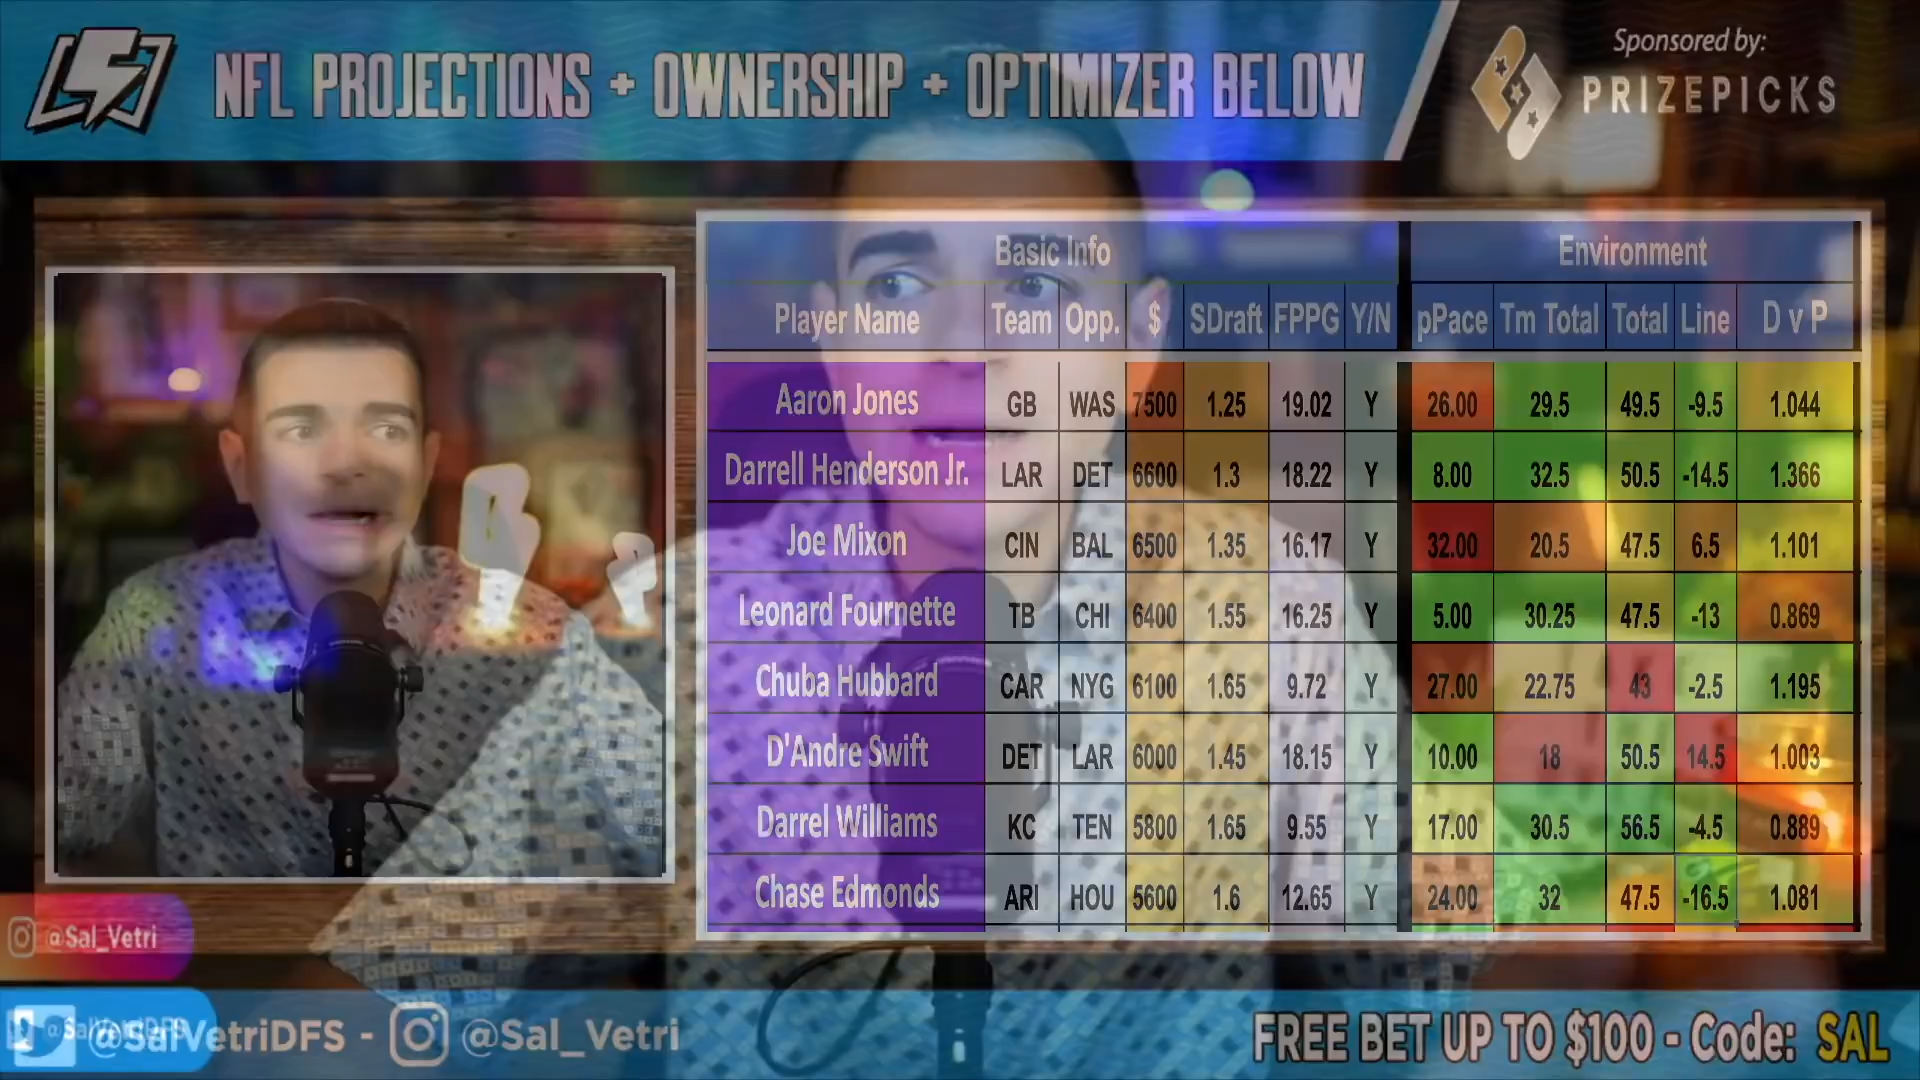 NFL PROJECTIONS + OWNERSHIP + OPTIMIZER BELOW
Sponsored by:
PRIZEPICKS
Basic Info Environment
Player Name Team Opp. $ SDraft FPPG Y/N pPace Tm Total Total Line D v P
Aaron Jones GB WAS 7500 1.25 19.02 Y 26.00 29.5 49.5 -9.5 1.044
Darrell Henderson Jr. LAR DET 6600 1.3 18.22 Y 8.00 32.5 50.5 -14.5 1.366
Joe Mixon CIN BAL 6500 1.35 16.17 Y 32.00 20.5 47.5 6.5 1.101
Leonard Fournette TB CHI 6400 1.55 16.25 Y 5.00 30.25 47.5 -13 0.869
Chuba Hubbard CAR NYG 6100 1.65 9.72 Y 27.00 22.75 43 -2.5 1.195
D'Andre Swift DET LAR 6000 1.45 18.15 Y 10.00 18 50.5 14.5 1.003
Darrel Williams KC TEN 5800 1.65 9.55 Y 17.00 30.5 56.5 -4.5 0.889
Chase Edmonds ARI HOU 5600 1.6 12.65 Y 24.00 32 47.5 -16.5 1.081
@Sal_Vetri
@SalVetriDFS - @Sal_Vetri
FREE BET UP TO $100 - Code: SAL